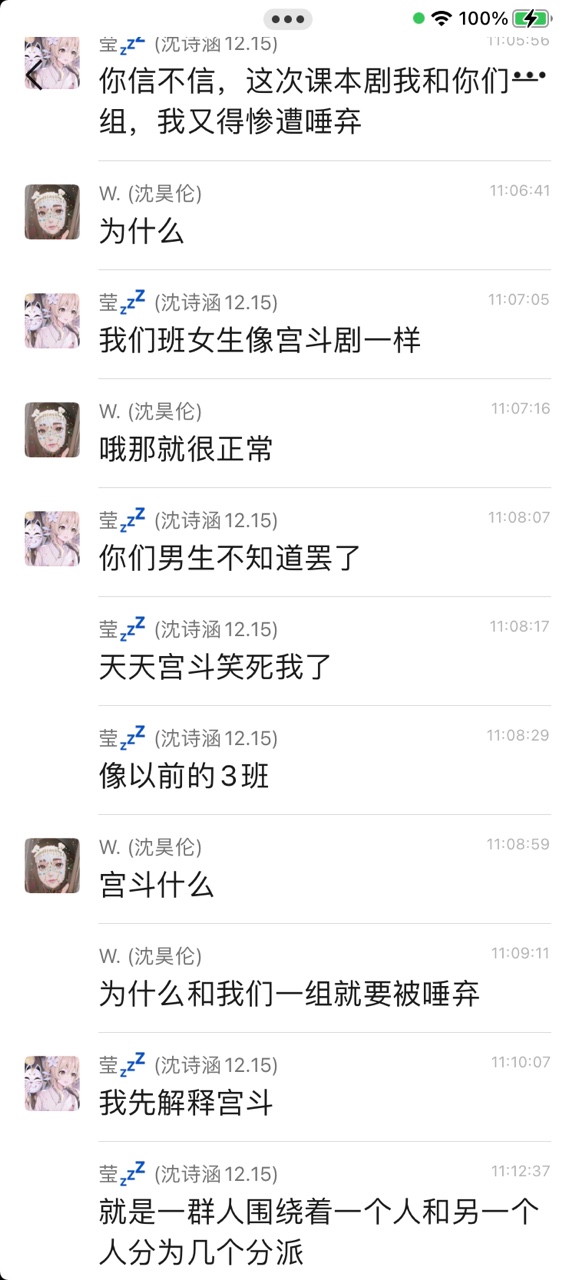 100%
莹zzZ (沈诗涵12.15) 11:05:56
你信不信，这次课本剧我和你们一
组，我又得惨遭唾弃
W. (沈昊伦) 11:06:41
为什么
莹zzZ (沈诗涵12.15) 11:07:05
我们班女生像宫斗剧一样
W. (沈昊伦) 11:07:16
哦那就很正常
莹zzZ (沈诗涵12.15) 11:08:07
你们男生不知道罢了
莹zzZ (沈诗涵12.15) 11:08:17
天天宫斗笑死我了
莹zzZ (沈诗涵12.15) 11:08:29
像以前的3班
W. (沈昊伦) 11:08:59
宫斗什么
W. (沈昊伦) 11:09:11
为什么和我们一组就要被唾弃
莹zzZ (沈诗涵12.15) 11:10:07
我先解释宫斗
莹zzZ (沈诗涵12.15) 11:12:37
就是一群人围绕着一个人和另一个
人分为几个分派